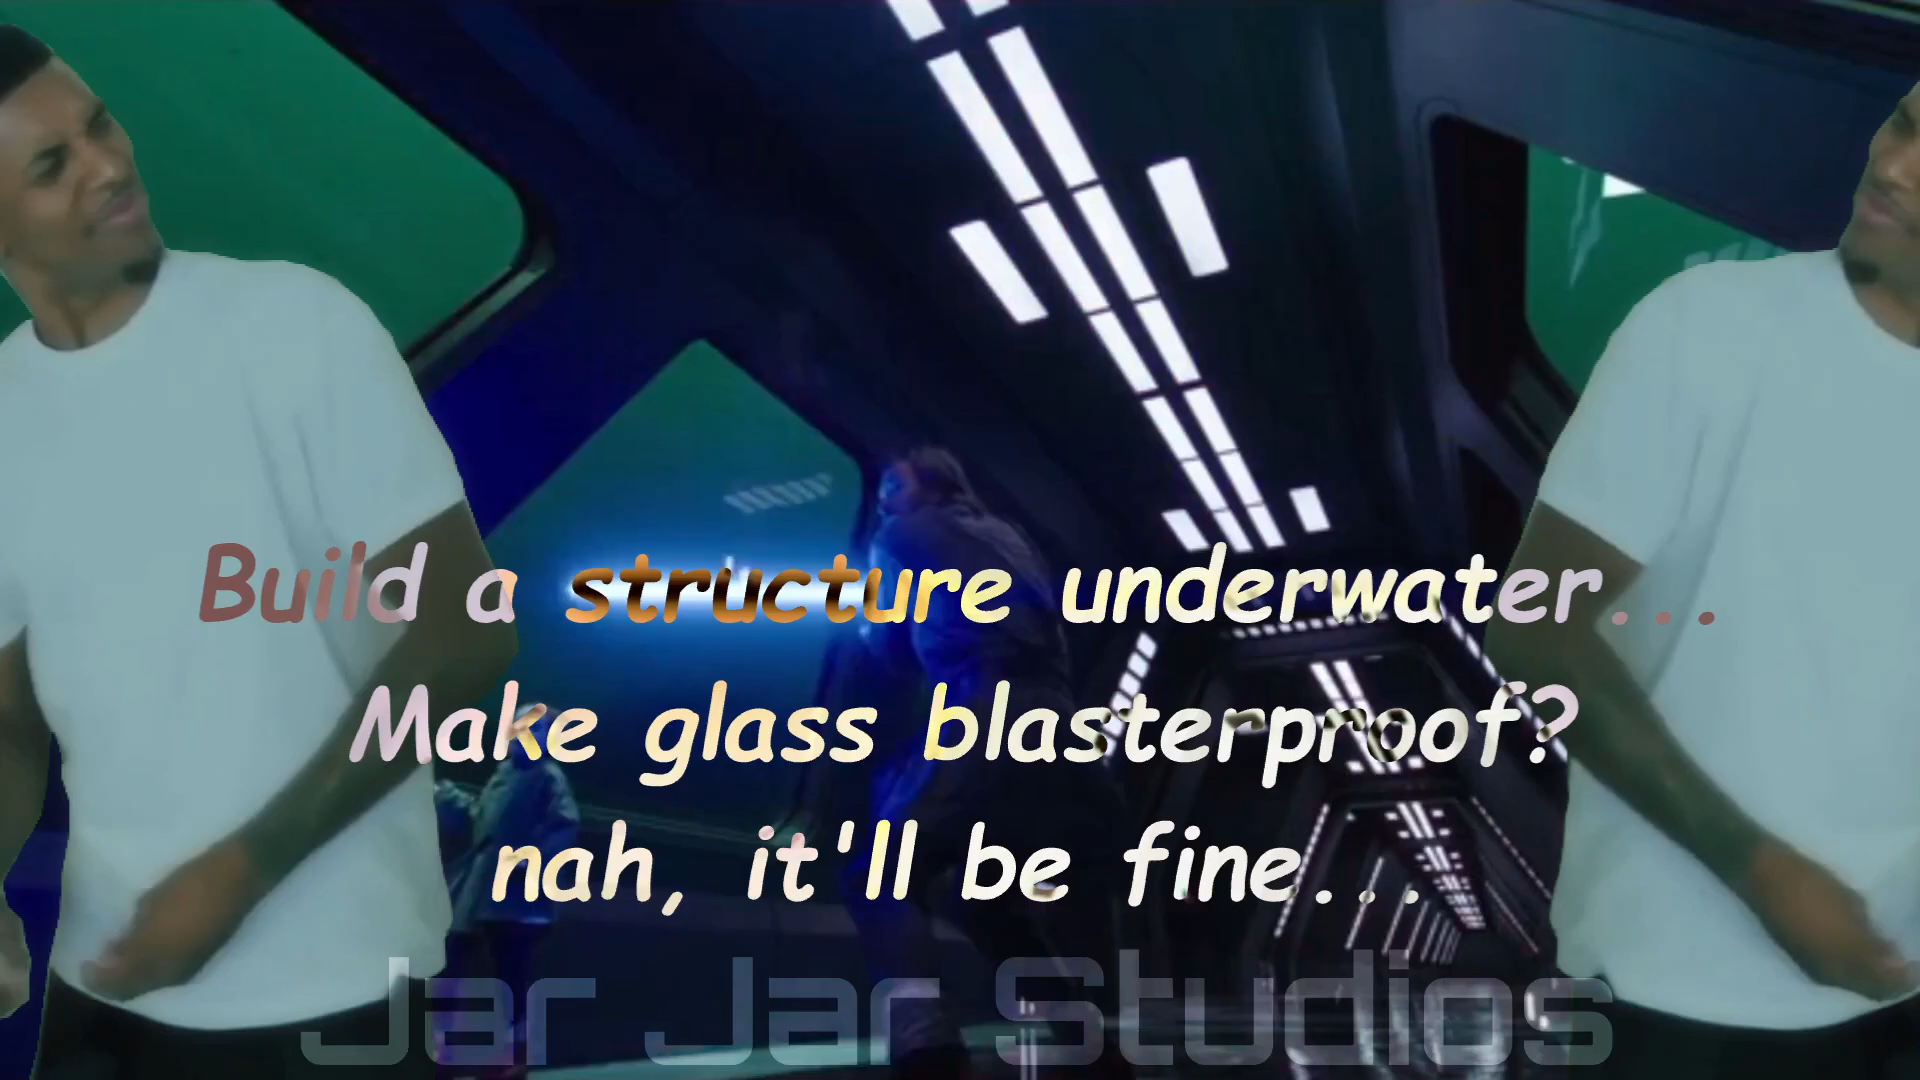 Build a structure underwater...
Make glass blasterproof?
nah, it'll be fine...
Jar Jar Studios